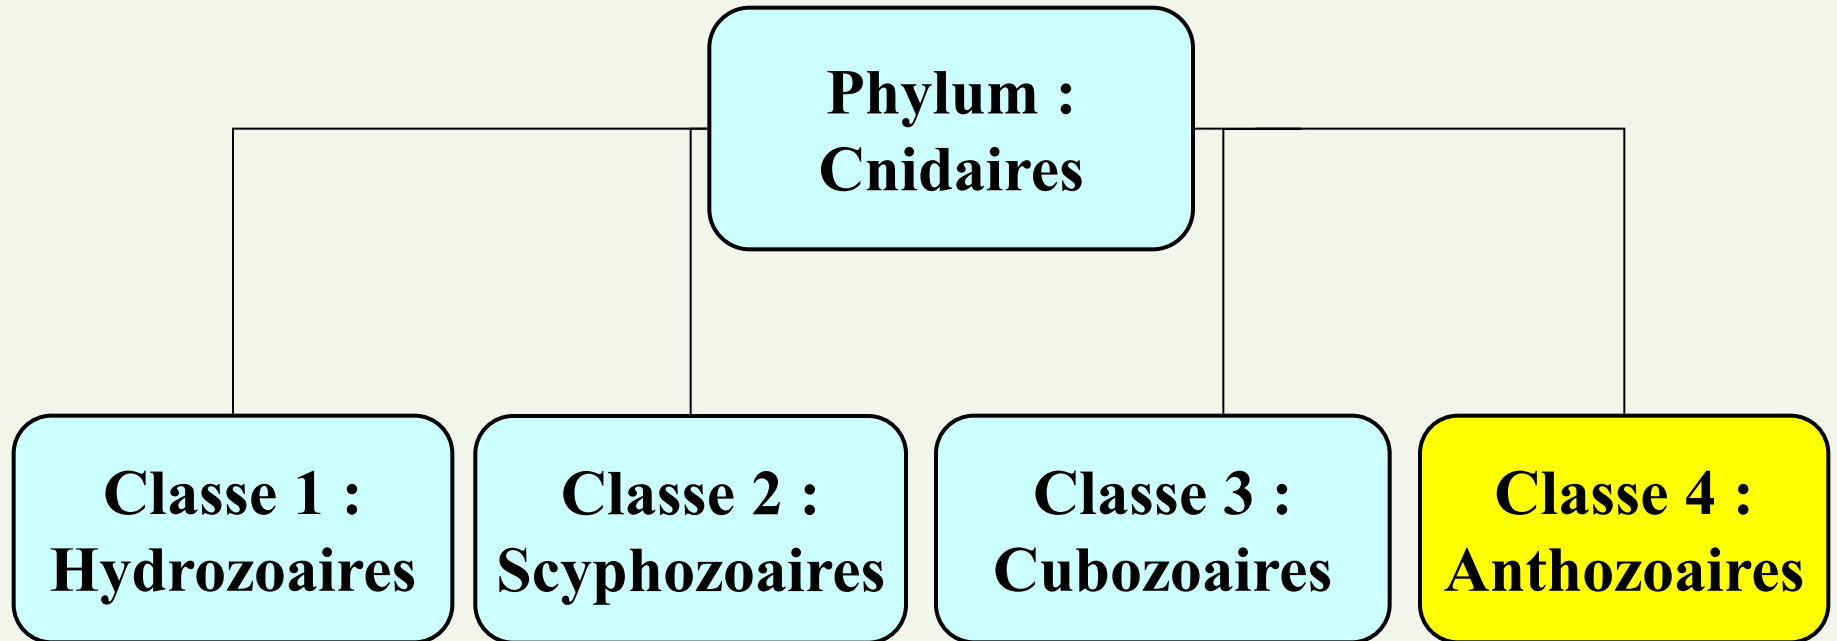 Phylum :
Cnidaires
Classe 1 :
Hydrozoaires
Classe 2 :
Scyphozoaires
Classe 3 :
Cubozoaires
Classe 4 :
Anthozoaires